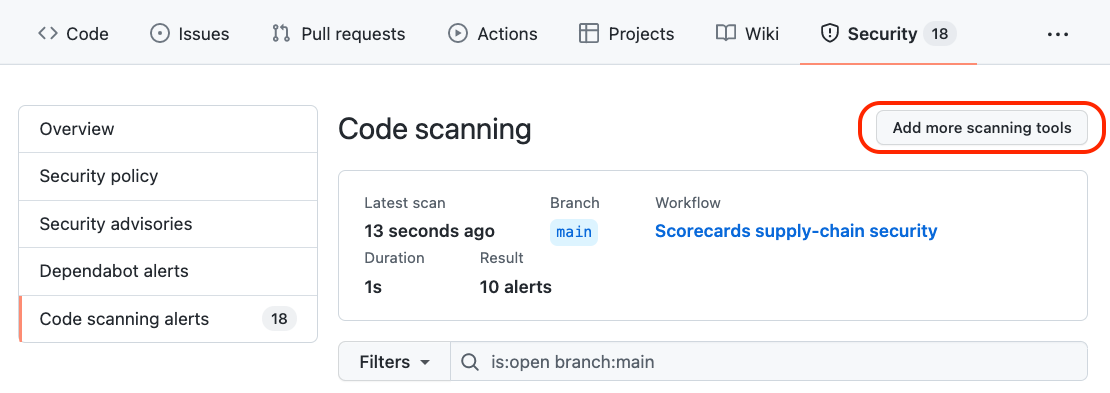 Code Issues Pull requests Actions Projects Wiki Security 18 ...
Overview
Security policy
Security advisories
Dependabot alerts
Code scanning alerts 18
Code scanning
Add more scanning tools
Latest scan Branch Workflow
13 seconds ago main Scorecards supply-chain security
Duration Result
1s 10 alerts
Filters is:open branch:main